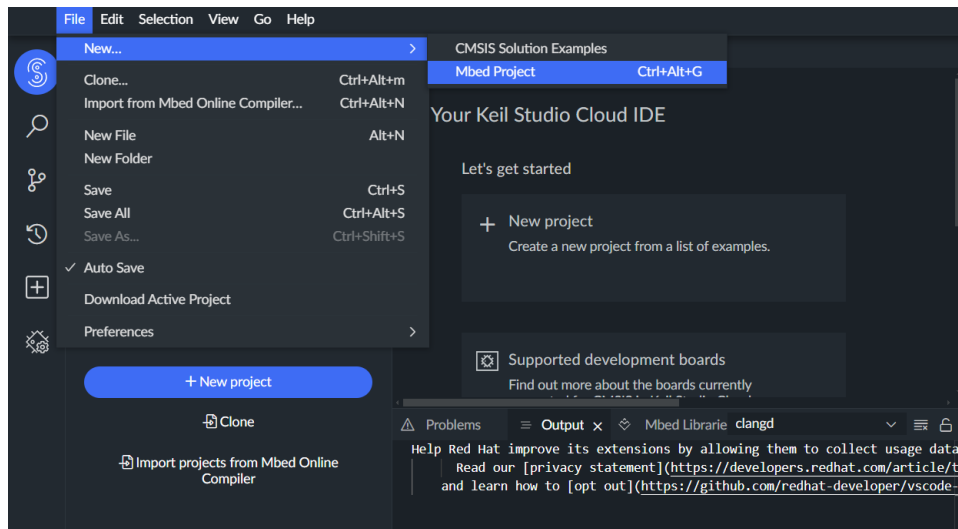 File Edit Selection View Go Help
New...
CMSIS Solution Examples
Mbed Project Ctrl+Alt+G
Clone... Ctrl+Alt+m
Import from Mbed Online Compiler... Ctrl+Alt+N
New File Alt+N
New Folder
Save Ctrl+S
Save All Ctrl+Alt+S
Save As... Ctrl+Shift+S
Auto Save
Download Active Project
Preferences
Your Keil Studio Cloud IDE
Let's get started
New project
Create a new project from a list of examples.
Supported development boards
Find out more about the boards currently
+ New project
Clone
Import projects from Mbed Online
Compiler
Problems Output Mbed Librarie clangd
Help Red Hat improve its extensions by allowing them to collect usage data
Read our [privacy statement](https://developers.redhat.com/article/t
and learn how to [opt out](https://github.com/redhat-developer/vscode-